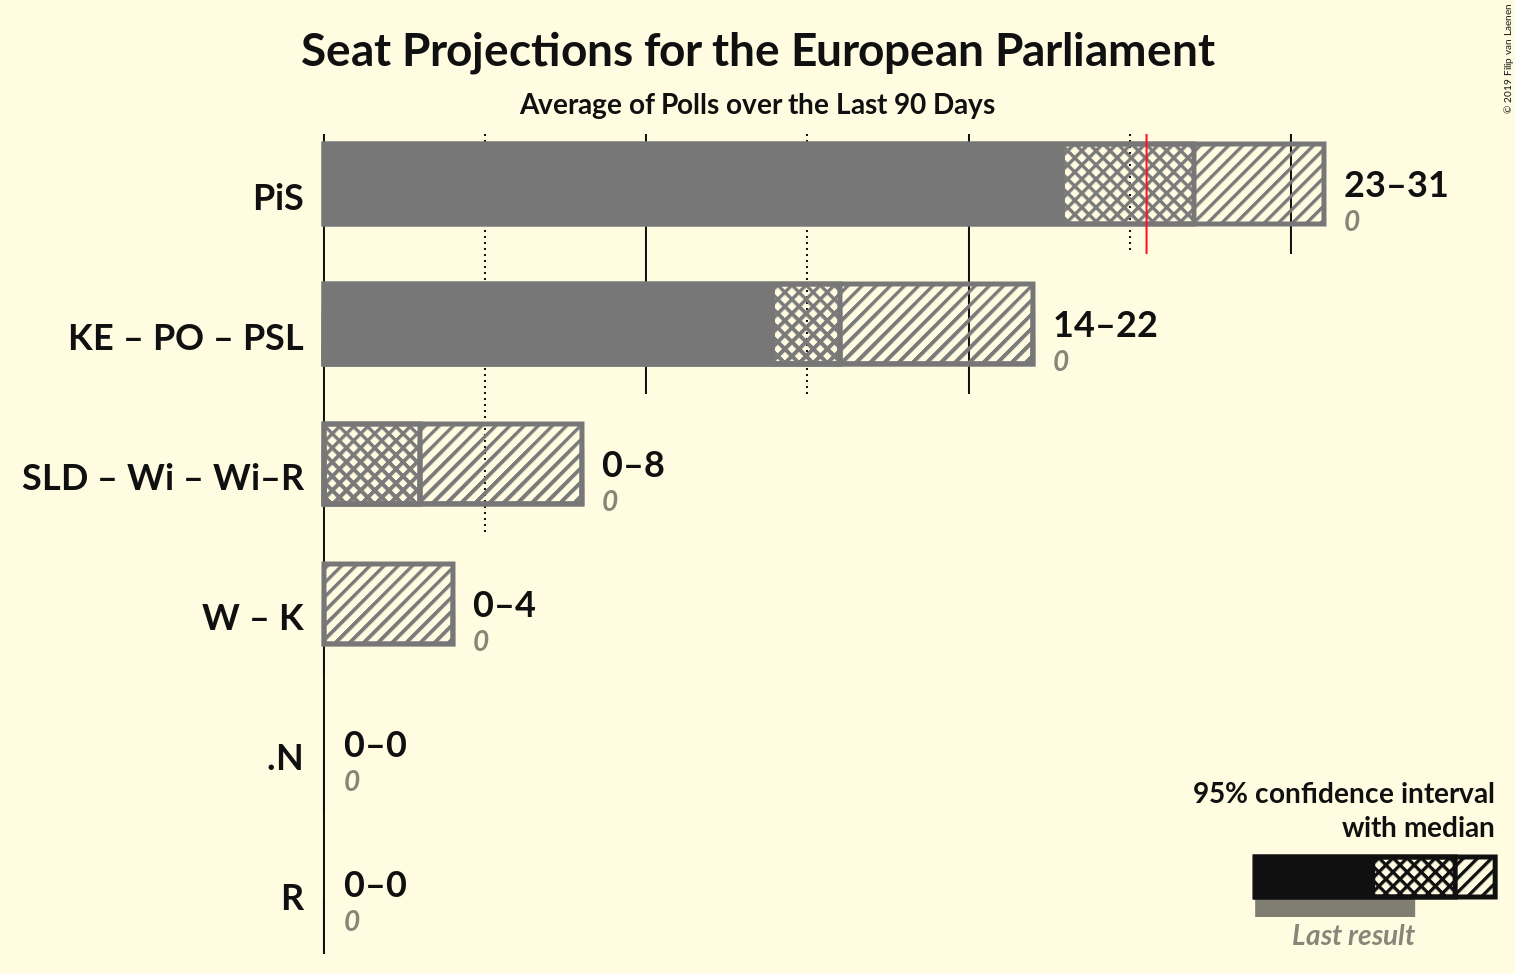 Seat Projections for the European Parliament
Average of Polls over the Last 90 Days
© 2019 Filip van Laenen
PiS
23–31
0
KE – PO – PSL
14–22
0
SLD – Wi – Wi–R
0–8
0
W – K
0–4
0
.N
0–0
0
R
0–0
0
95% confidence interval
with median
Last result